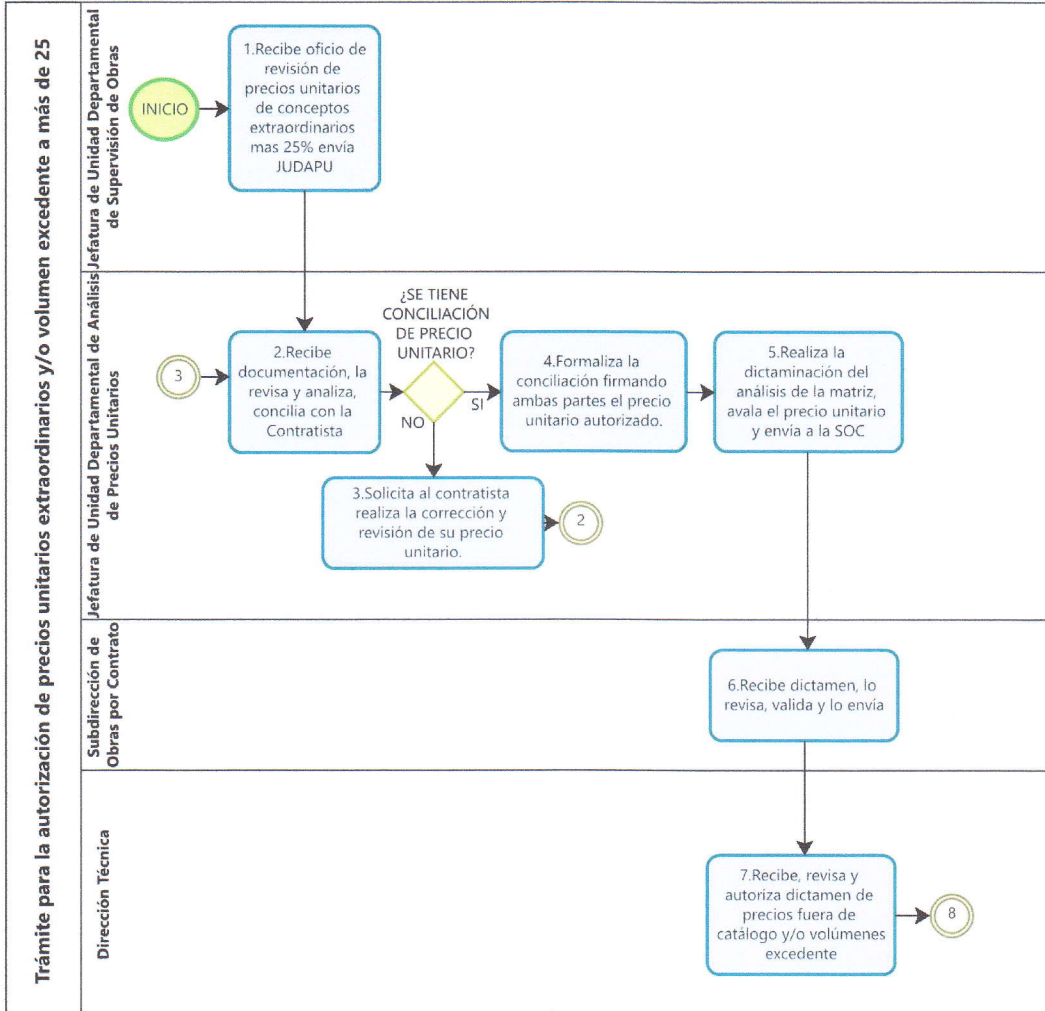 Trámite para la autorización de precios unitarios extraordinarios y/o volumen excedente a más de 25
Jefatura de Unidad Departamental
de Supervisión de Obras
INICIO
1.Recibe oficio de
revisión de
precios unitarios
de conceptos
extraordinarios
mas 25% envía
JUDAPU
Jefatura de Unidad Departamental de Análisis
de Precios Unitarios
3
2.Recibe
documentación, la
revisa y analiza,
concilia con la
Contratista
¿SE TIENE
CONCILIACIÓN
DE PRECIO
UNITARIO?
SI
NO
4.Formaliza la
conciliación firmando
ambas partes el precio
unitario autorizado.
5.Realiza la
dictaminación del
análisis de la matriz,
avala el precio unitario
y envía a la SOC
3.Solicita al contratista
realiza la corrección y
revisión de su precio
unitario.
2
Subdirección de
Obras por Contrato
6.Recibe dictamen, lo
revisa, valida y lo envía
Dirección Técnica
7.Recibe, revisa y
autoriza dictamen de
precios fuera de
catálogo y/o volúmenes
excedente
8